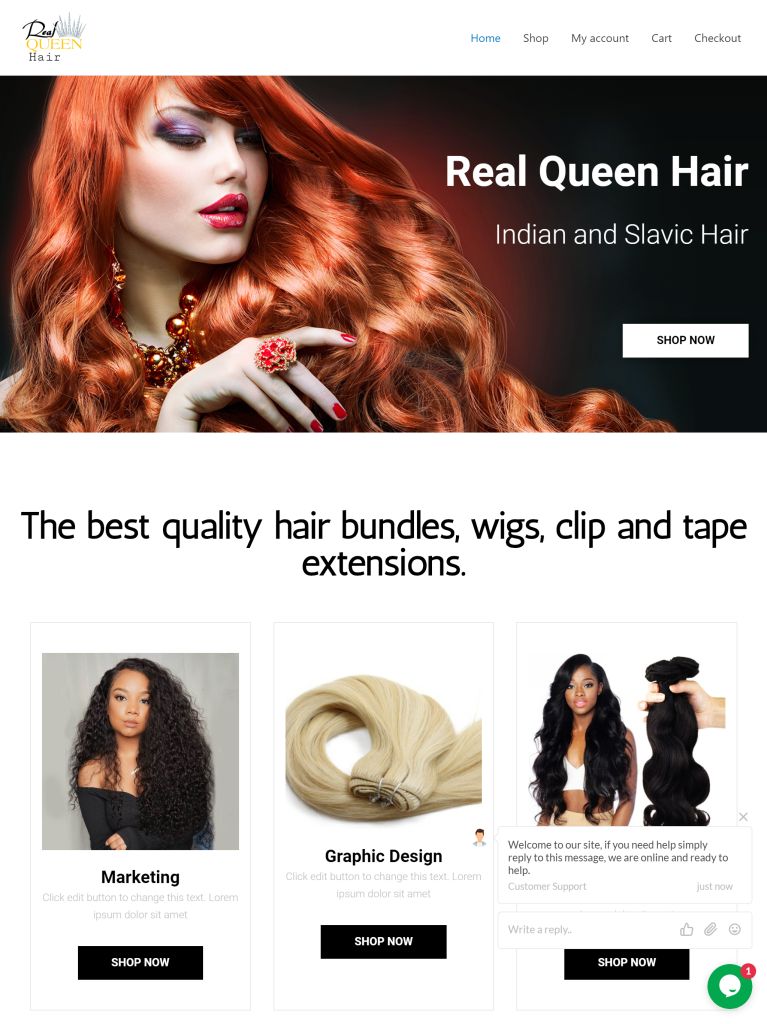 Real
QUEEN
Hair
Home Shop My account Cart Checkout
Real Queen Hair
Indian and Slavic Hair
SHOP NOW
The best quality hair bundles, wigs, clip and tape
extensions.
Marketing
Click edit button to change this text. Lorem
ipsum dolor sit amet
SHOP NOW
Graphic Design
Click edit button to change this text. Lorem
ipsum dolor sit amet
SHOP NOW
Welcome to our site, if you need help simply
reply to this message, we are online and ready to
help.
Customer Support just now
Write a reply..
SHOP NOW
1